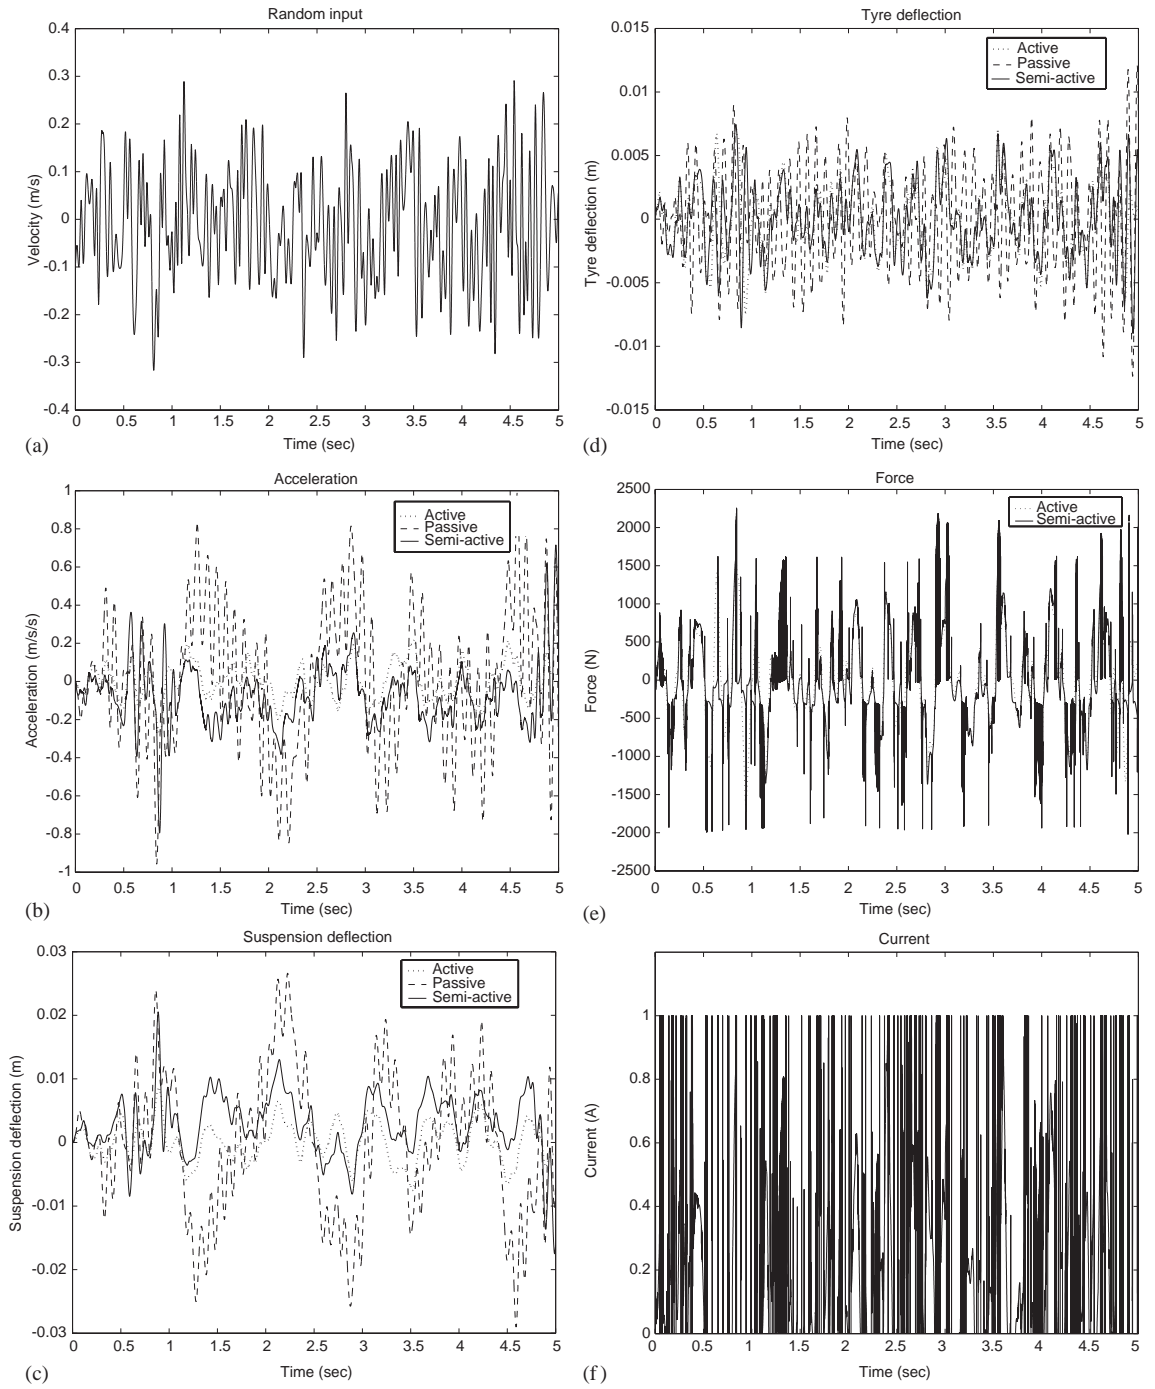 Random input
0.4
0.3
0.2
0.1
0
-0.1
-0.2
-0.3
-0.4
Velocity (m/s)
0 0.5 1 1.5 2 2.5 3 3.5 4 4.5 5
Time (sec)
(a)
Tyre deflection
Active
Passive
Semi-active
0.015
0.01
0.005
0
-0.005
-0.01
-0.015
Tyre deflection (m)
0 0.5 1 1.5 2 2.5 3 3.5 4 4.5 5
Time (sec)
(d)
Acceleration
Active
Passive
Semi-active
1
0.8
0.6
0.4
0.2
0
-0.2
-0.4
-0.6
-0.8
-1
Acceleration (m/s/s)
0 0.5 1 1.5 2 2.5 3 3.5 4 4.5 5
Time (sec)
(b)
Force
Active
Semi-active
2500
2000
1500
1000
500
0
-500
-1000
-1500
-2000
-2500
Force (N)
0 0.5 1 1.5 2 2.5 3 3.5 4 4.5 5
Time (sec)
(e)
Suspension deflection
Active
Passive
Semi-active
0.03
0.02
0.01
0
-0.01
-0.02
-0.03
Suspension deflection (m)
0 0.5 1 1.5 2 2.5 3 3.5 4 4.5 5
Time (sec)
(c)
Current
1
0.8
0.6
0.4
0.2
0
Current (A)
0 0.5 1 1.5 2 2.5 3 3.5 4 4.5 5
Time (sec)
(f)